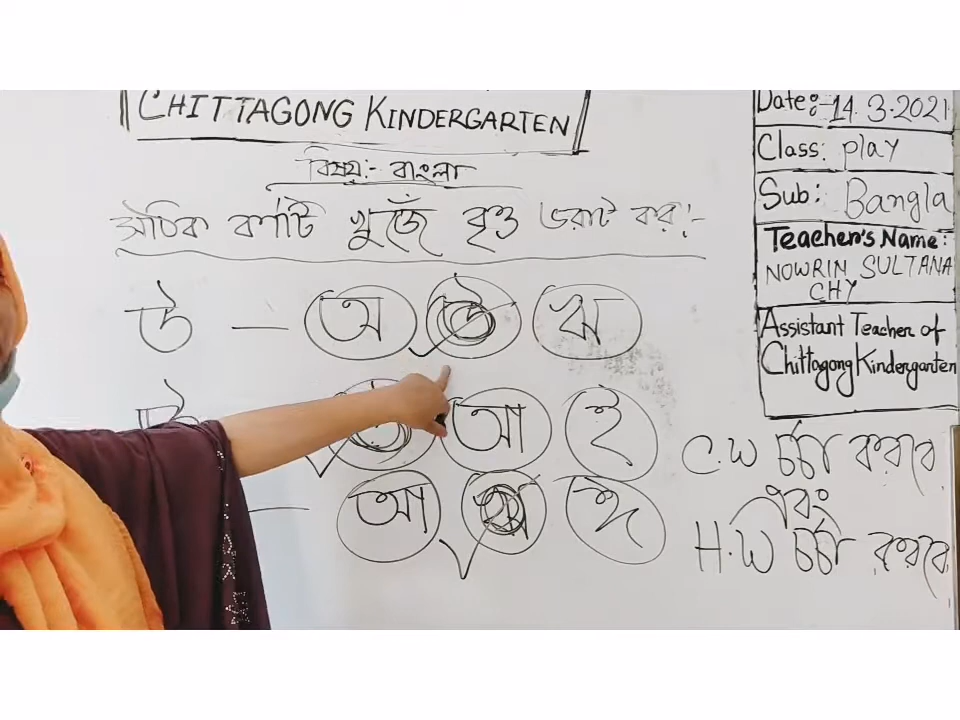 CHITTAGONG KINDERGARTEN
বিষয়:- বাংলা
সঠিক বর্ণটি খুঁজে বৃত্ত ভরাট কর:-
উ — অ উ ঋ
ঊ আ ই
— আ ঋ ঈ
Date:-14.3.2021
Class: play
Sub: Bangla
Teacher's Name:
NOWRIN SULTANA
CHY
Assistant Teacher of
Chittagong Kindergarten
C.W চর্চা করবে
এবং
H.W চর্চা করবে